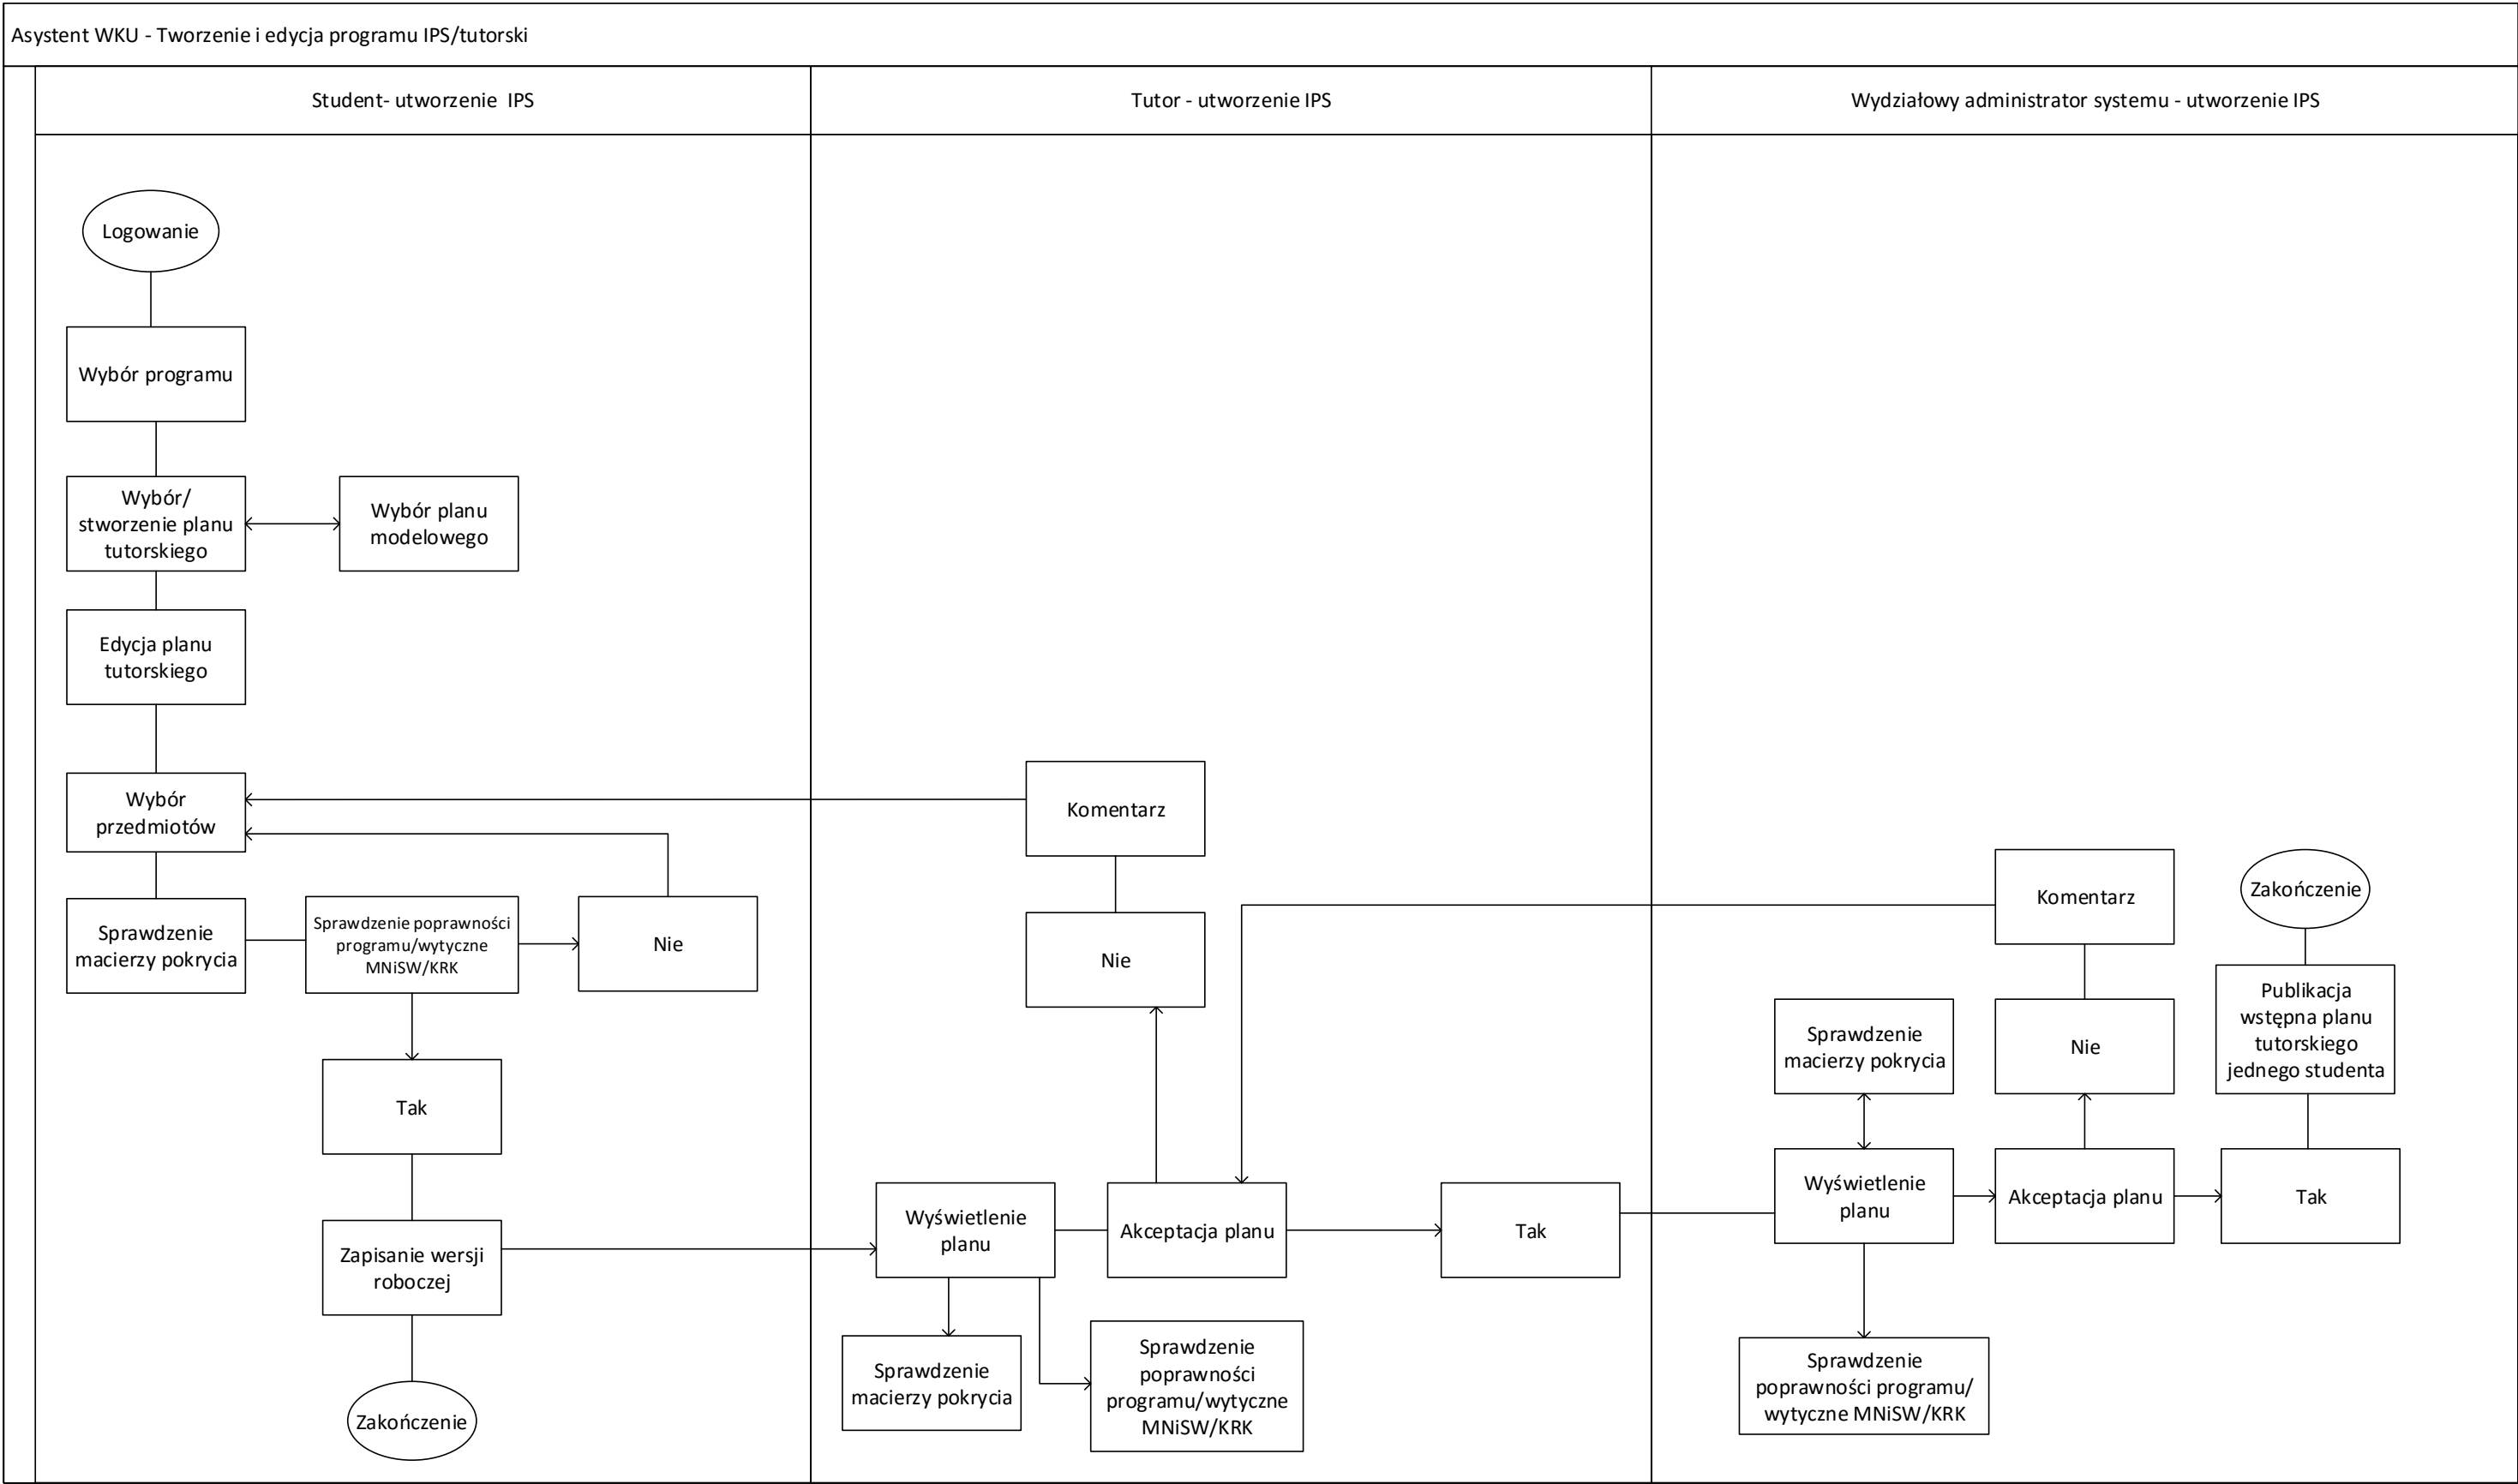 Asystent WKU - Tworzenie i edycja programu IPS/tutorski
Student- utworzenie  IPS
Tutor - utworzenie IPS
Wydziałowy administrator systemu - utworzenie IPS
Logowanie
Wybór programu
Wybór/
stworzenie planu
tutorskiego
Wybór planu
modelowego
Edycja planu
tutorskiego
Wybór
przedmiotów
Sprawdzenie
macierzy pokrycia
Sprawdzenie poprawności
programu/wytyczne
MNiSW/KRK
Nie
Tak
Zapisanie wersji
roboczej
Zakończenie
Komentarz
Nie
Wyświetlenie
planu
Akceptacja planu
Tak
Sprawdzenie
macierzy pokrycia
Sprawdzenie
poprawności
programu/wytyczne
MNiSW/KRK
Komentarz
Zakończenie
Sprawdzenie
macierzy pokrycia
Nie
Publikacja
wstępna planu
tutorskiego
jednego studenta
Wyświetlenie
planu
Akceptacja planu
Tak
Sprawdzenie
poprawności programu/
wytyczne MNiSW/KRK